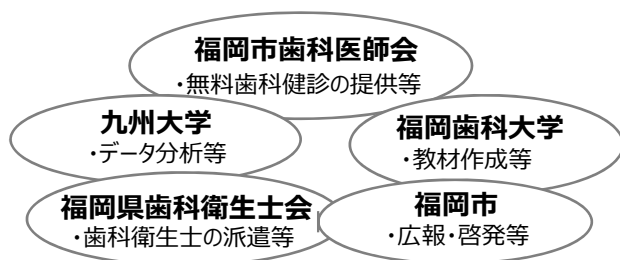 福岡市歯科医師会
・無料歯科健診の提供等
九州大学
・データ分析等
福岡歯科大学
・教材作成等
福岡県歯科衛生士会
・歯科衛生士の派遣等
福岡市
・広報・啓発等